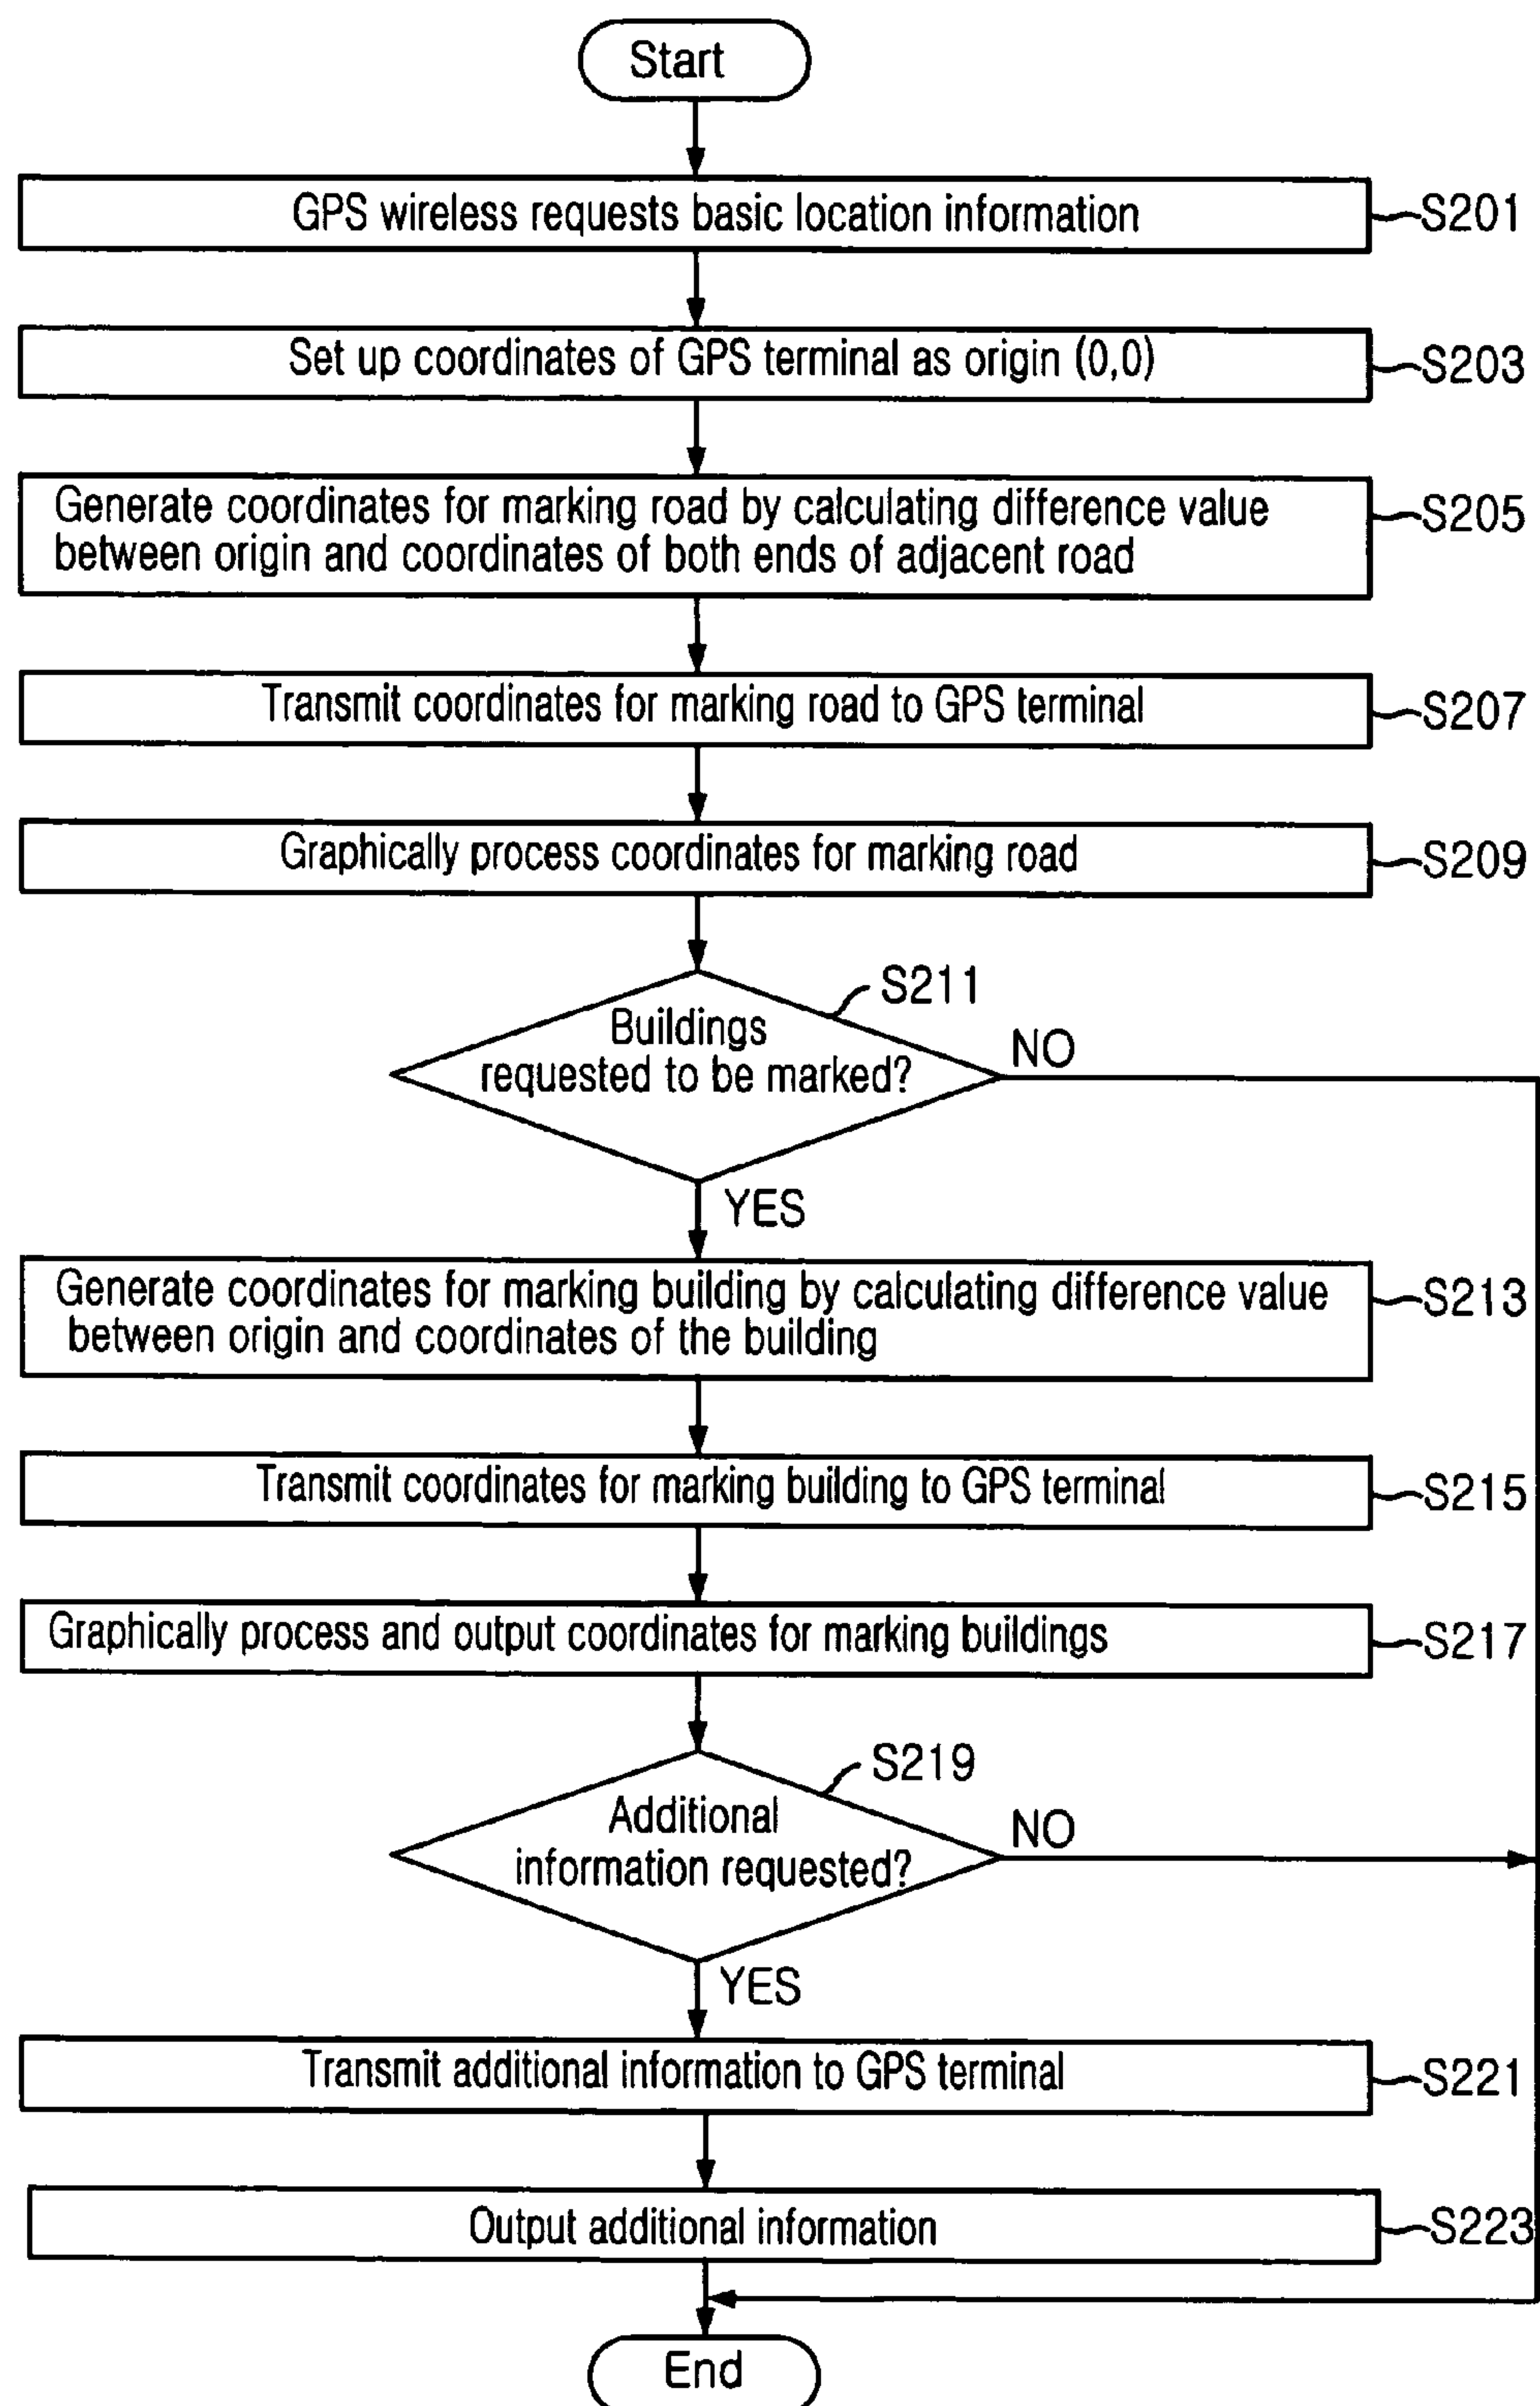 Start
GPS wireless requests basic location information
S201
Set up coordinates of GPS terminal as origin (0,0)
S203
Generate coordinates for marking road by calculating difference value
between origin and coordinates of both ends of adjacent road
S205
Transmit coordinates for marking road to GPS terminal
S207
Graphically process coordinates for marking road
S209
S211
Buildings
requested to be marked?
NO
YES
Generate coordinates for marking building by calculating difference value
between origin and coordinates of the building
S213
Transmit coordinates for marking building to GPS terminal
S215
Graphically process and output coordinates for marking buildings
S217
S219
Additional
information requested?
NO
YES
Transmit additional information to GPS terminal
S221
Output additional information
S223
End